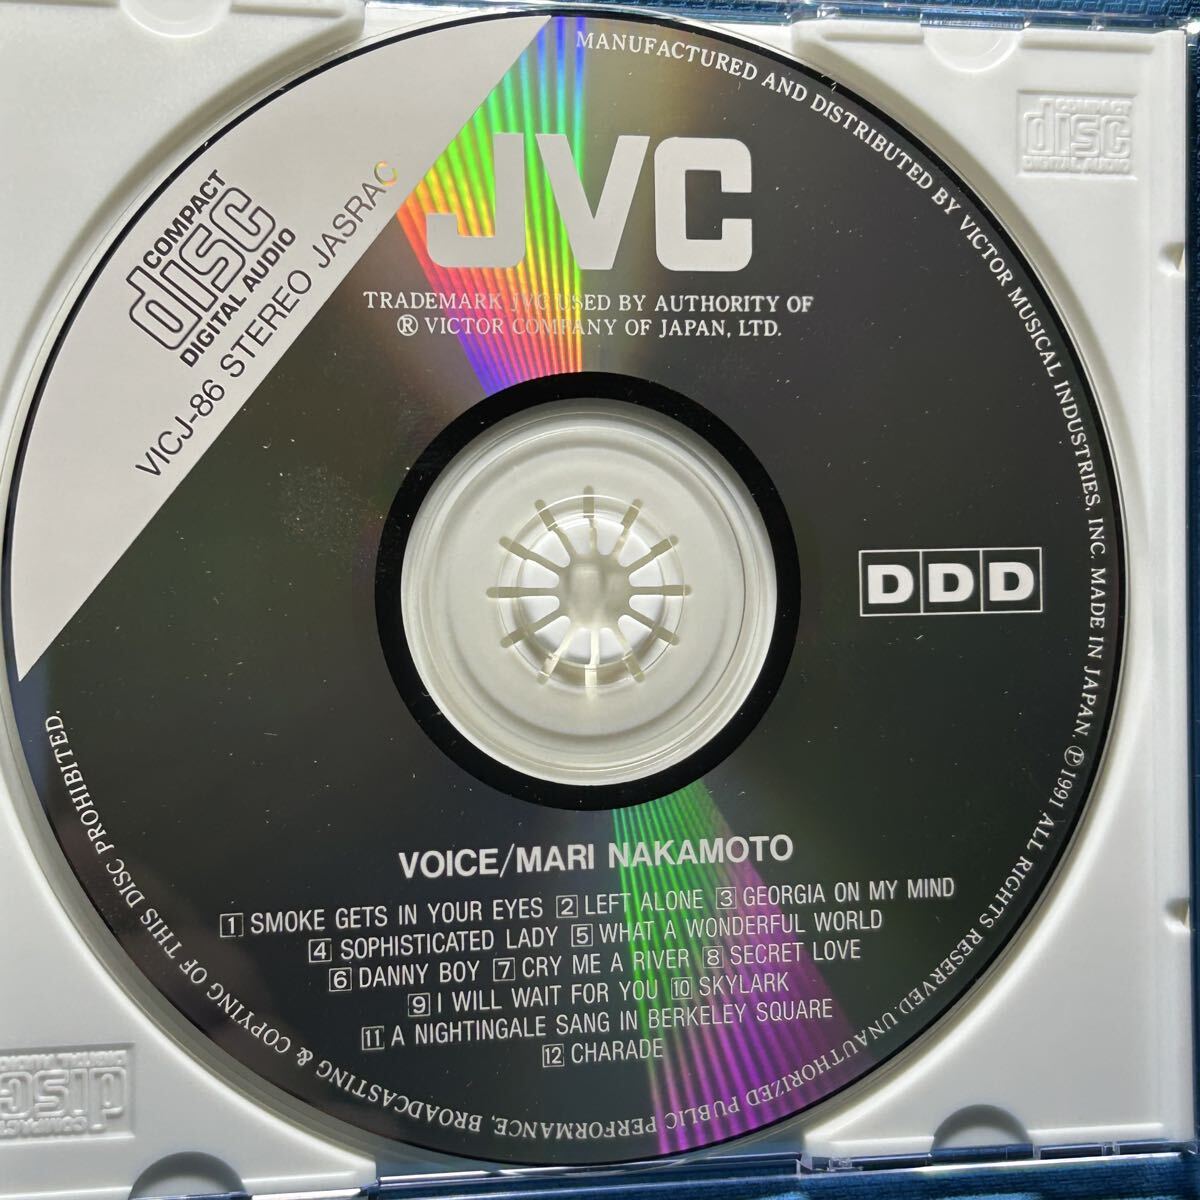 JVC
TRADEMARK JVC USED BY AUTHORITY OF
® VICTOR COMPANY OF JAPAN, LTD.
COMPACT
disc
DIGITAL AUDIO
VICJ-86 STEREO JASRAC
DDD
VOICE/MARI NAKAMOTO
1 SMOKE GETS IN YOUR EYES 2 LEFT ALONE 3 GEORGIA ON MY MIND
4 SOPHISTICATED LADY 5 WHAT A WONDERFUL WORLD
6 DANNY BOY 7 CRY ME A RIVER 8 SECRET LOVE
9 I WILL WAIT FOR YOU 10 SKYLARK
11 A NIGHTINGALE SANG IN BERKELEY SQUARE
12 CHARADE
MANUFACTURED AND DISTRIBUTED BY VICTOR MUSICAL INDUSTRIES, INC. MADE IN JAPAN. ℗ 1991 ALL RIGHTS RESERVED. UNAUTHORIZED PUBLIC PERFORMANCE, BROADCASTING & COPYING OF THIS DISC PROHIBITED.
COMPACT
disc
DIGITAL AUDIO
COMPACT
disc
DIGITAL AUDIO